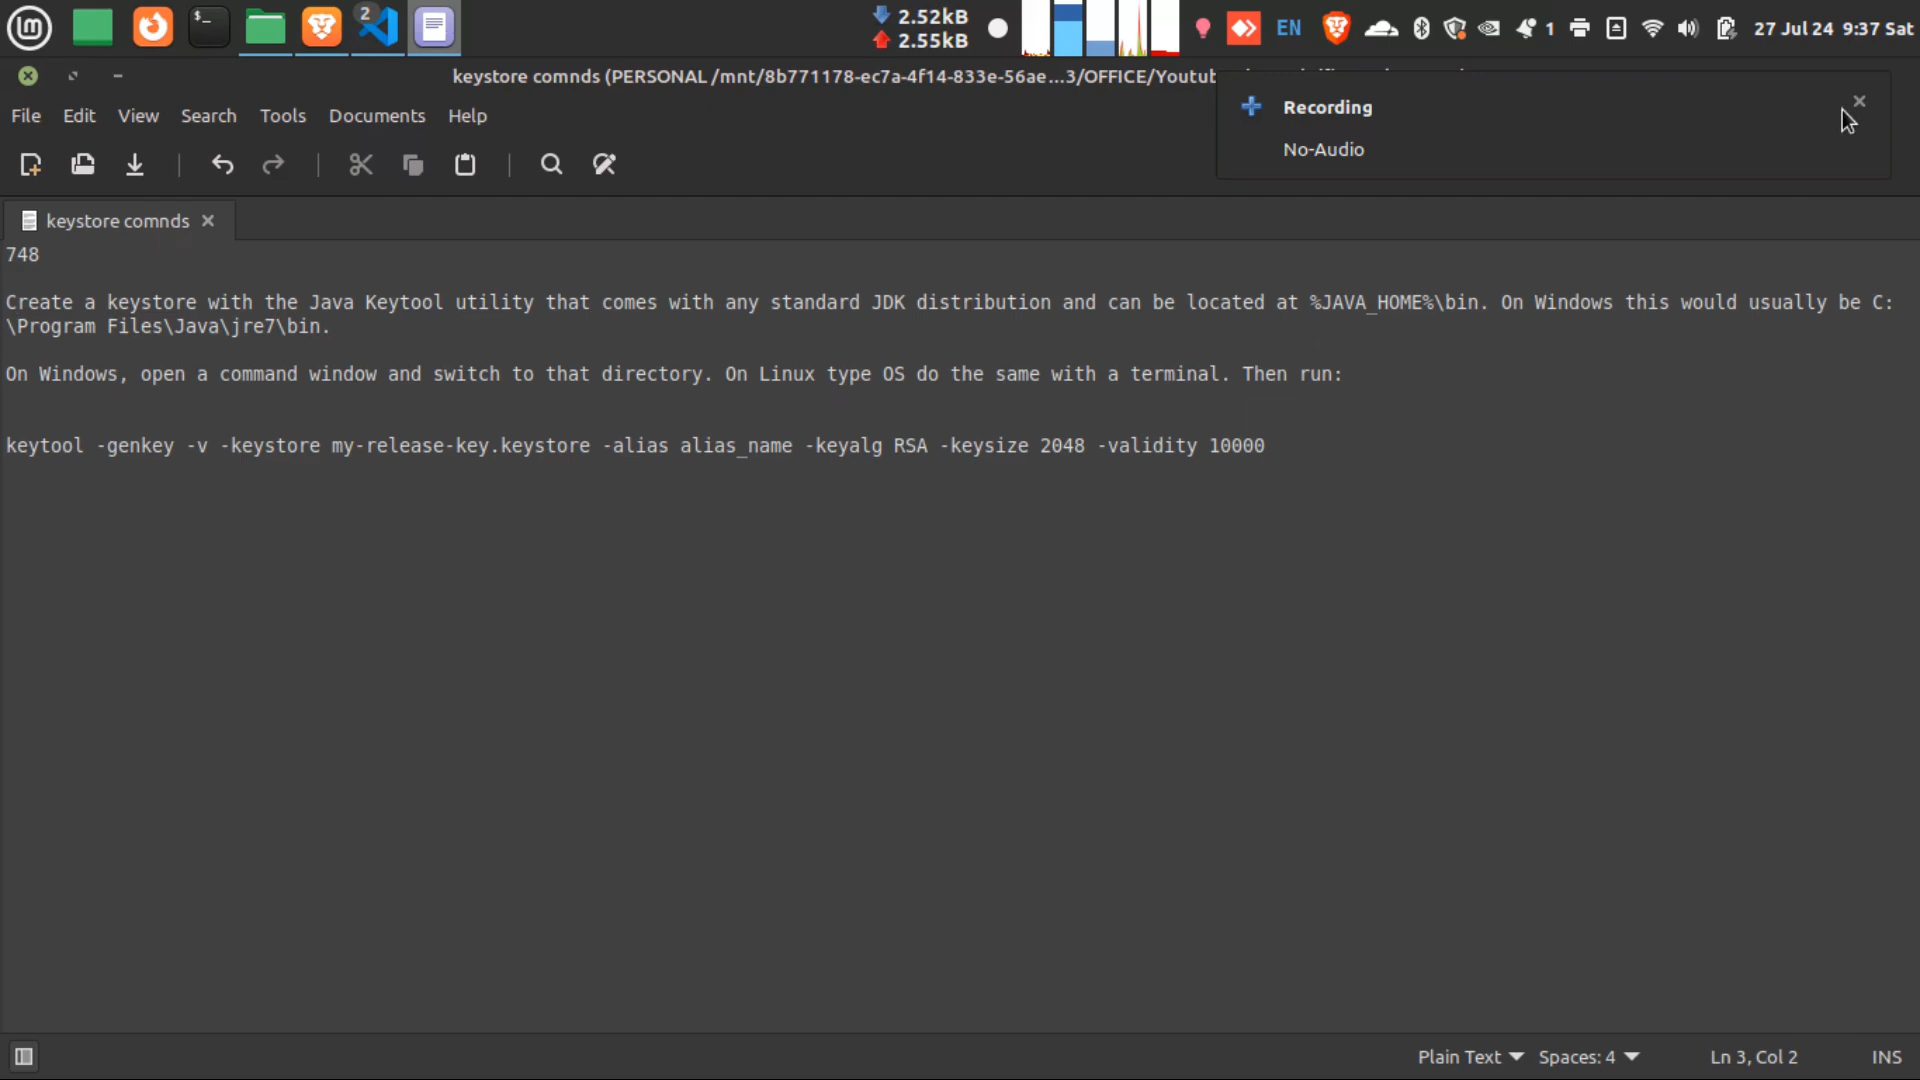 2
2.52kB
2.55kB
EN
1
27 Jul 24 9:37 Sat
keystore comnds (PERSONAL /mnt/8b771178-ec7a-4f14-833e-56ae...3/OFFICE/Youtub
Recording
No-Audio
File Edit View Search Tools Documents Help
keystore comnds
748
Create a keystore with the Java Keytool utility that comes with any standard JDK distribution and can be located at %JAVA_HOME%\bin. On Windows this would usually be C:
\Program Files\Java\jre7\bin.
On Windows, open a command window and switch to that directory. On Linux type OS do the same with a terminal. Then run:
keytool -genkey -v -keystore my-release-key.keystore -alias alias_name -keyalg RSA -keysize 2048 -validity 10000
Plain Text Spaces: 4 Ln 3, Col 2 INS